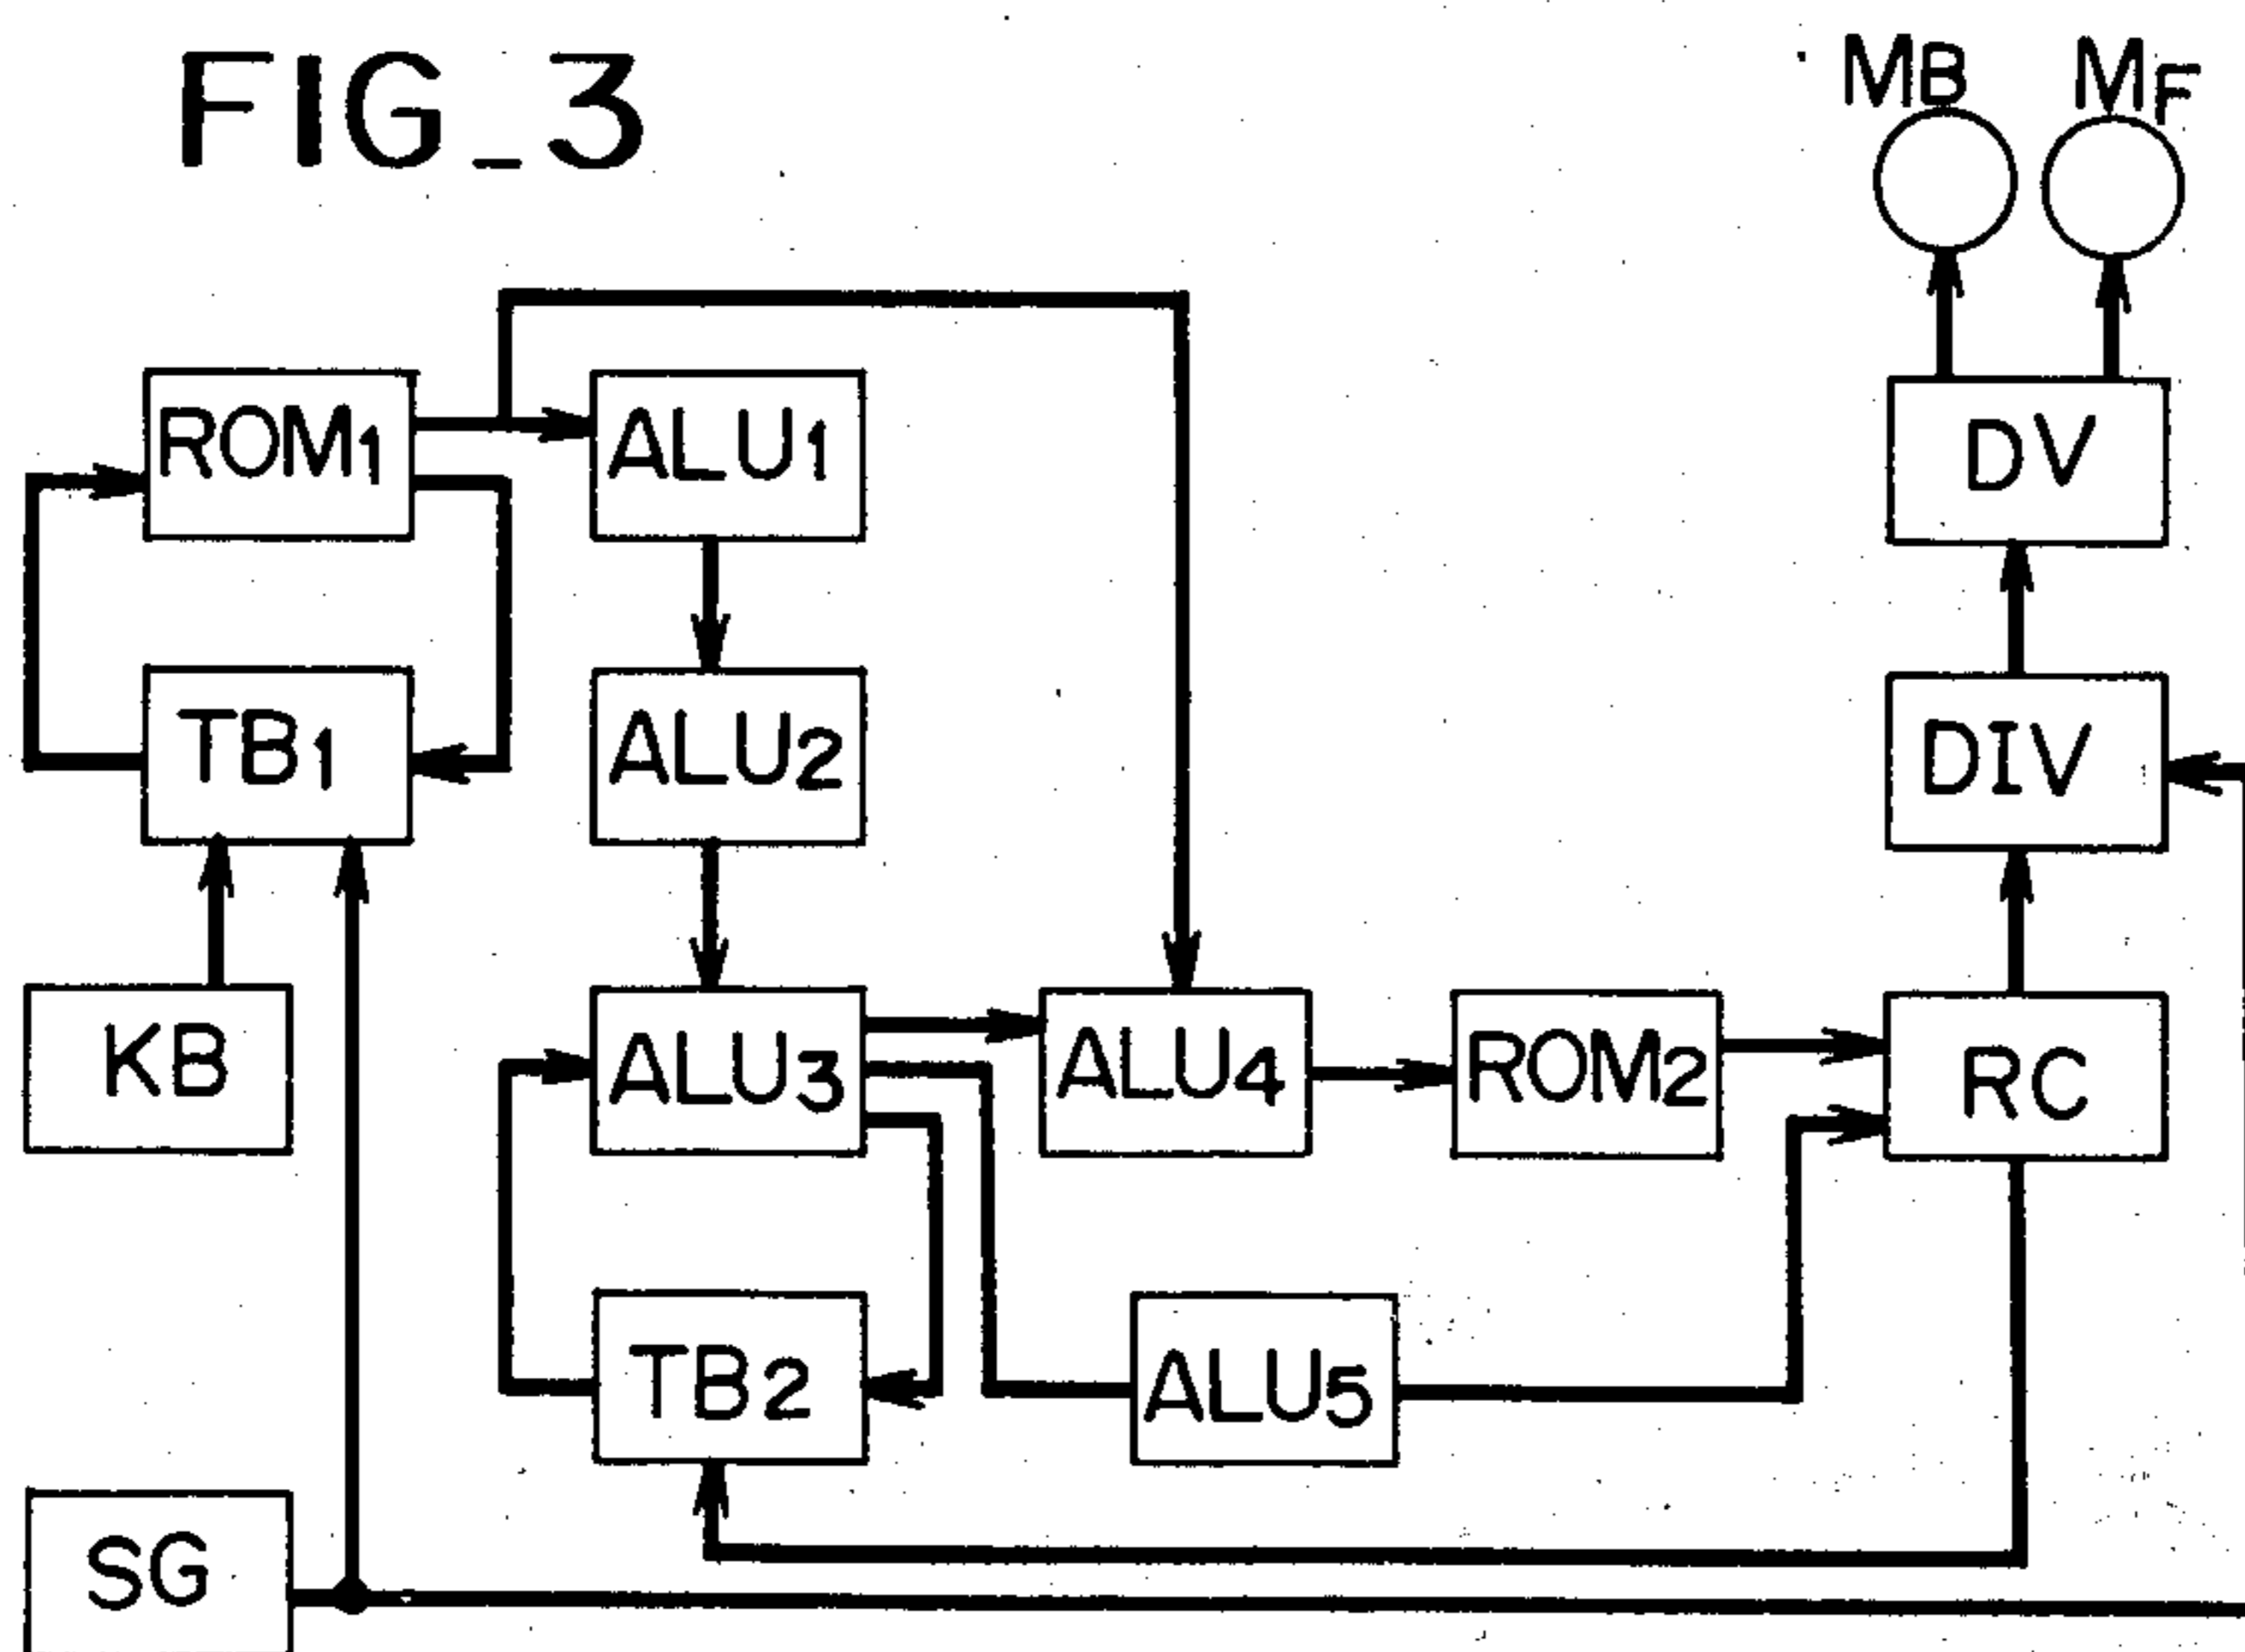 FIG_3
MB MF
ROM1
ALU1
DV
TB1
ALU2
DIV
KB
ALU3
ALU4
ROM2
RC
TB2
ALU5
SG